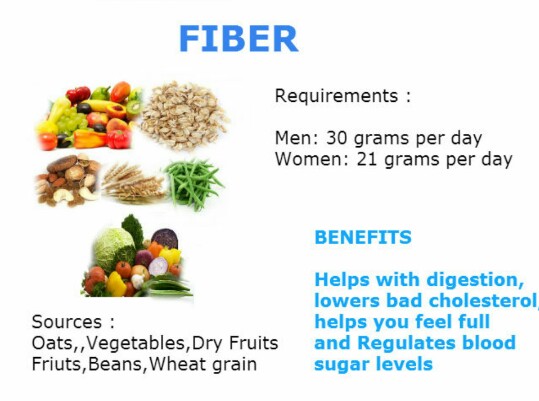 FIBER
Requirements :
Men: 30 grams per day
Women: 21 grams per day
BENEFITS
Helps with digestion,
lowers bad cholesterol,
helps you feel full
and Regulates blood
sugar levels
Sources :
Oats,,Vegetables,Dry Fruits
Friuts,Beans,Wheat grain